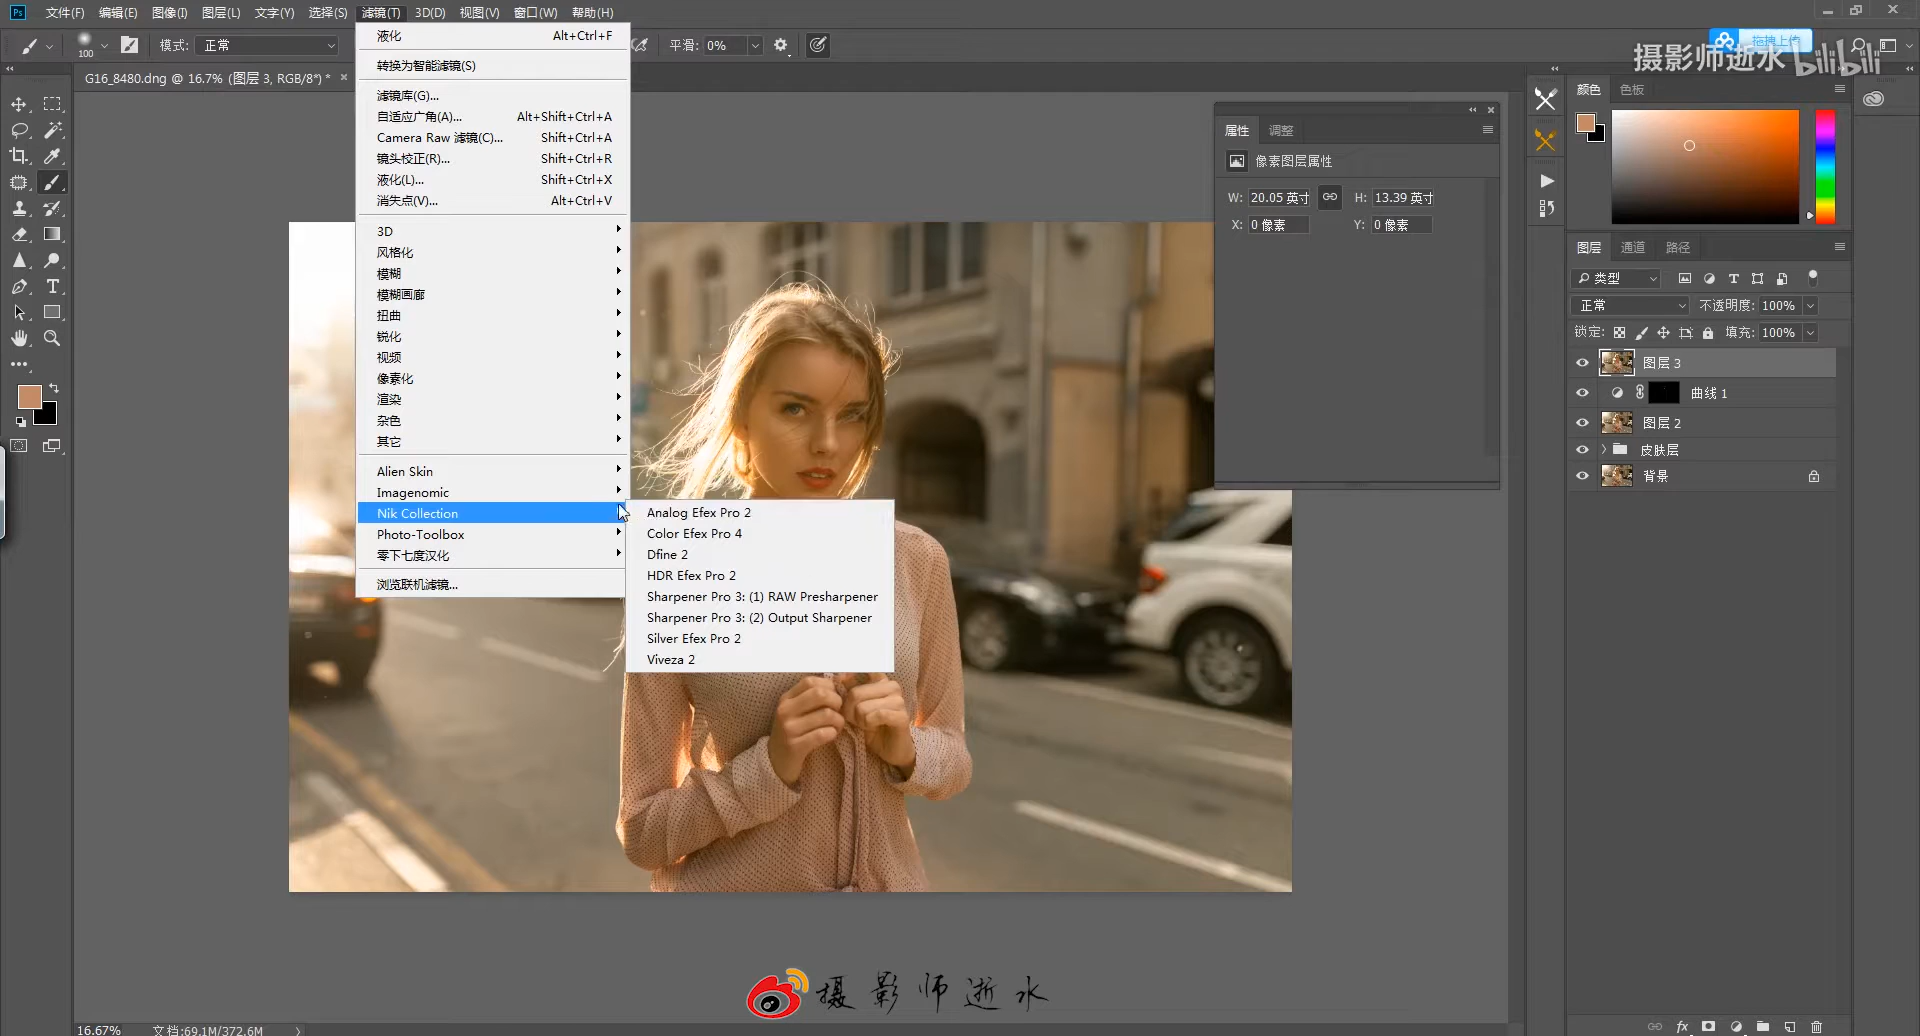 Ps 文件(F) 编辑(E) 图像(I) 图层(L) 文字(Y) 选择(S) 滤镜(T) 3D(D) 视图(V) 窗口(W) 帮助(H)
100 模式: 正常 平滑: 0% 拖拽上传
摄影师逝水 bilibili
G16_8480.dng @ 16.7% (图层 3, RGB/8*) *
液化 Alt+Ctrl+F
转换为智能滤镜(S)
滤镜库(G)...
自适应广角(A)... Alt+Shift+Ctrl+A
Camera Raw 滤镜(C)... Shift+Ctrl+A
镜头校正(R)... Shift+Ctrl+R
液化(L)... Shift+Ctrl+X
消失点(V)... Alt+Ctrl+V
3D
风格化
模糊
模糊画廊
扭曲
锐化
视频
像素化
渲染
杂色
其它
Alien Skin
Imagenomic
Nik Collection
Photo-Toolbox
零下七度汉化
浏览联机滤镜...
Analog Efex Pro 2
Color Efex Pro 4
Dfine 2
HDR Efex Pro 2
Sharpener Pro 3: (1) RAW Presharpener
Sharpener Pro 3: (2) Output Sharpener
Silver Efex Pro 2
Viveza 2
属性 调整
像素图层属性
W: 20.05 英寸 H: 13.39 英寸
X: 0 像素 Y: 0 像素
颜色 色板
图层 通道 路径
类型
正常 不透明度: 100%
锁定: 填充: 100%
图层 3
曲线 1
图层 2
皮肤层
背景
摄影师逝水
16.67% 文档:69.1M/372.6M
fx